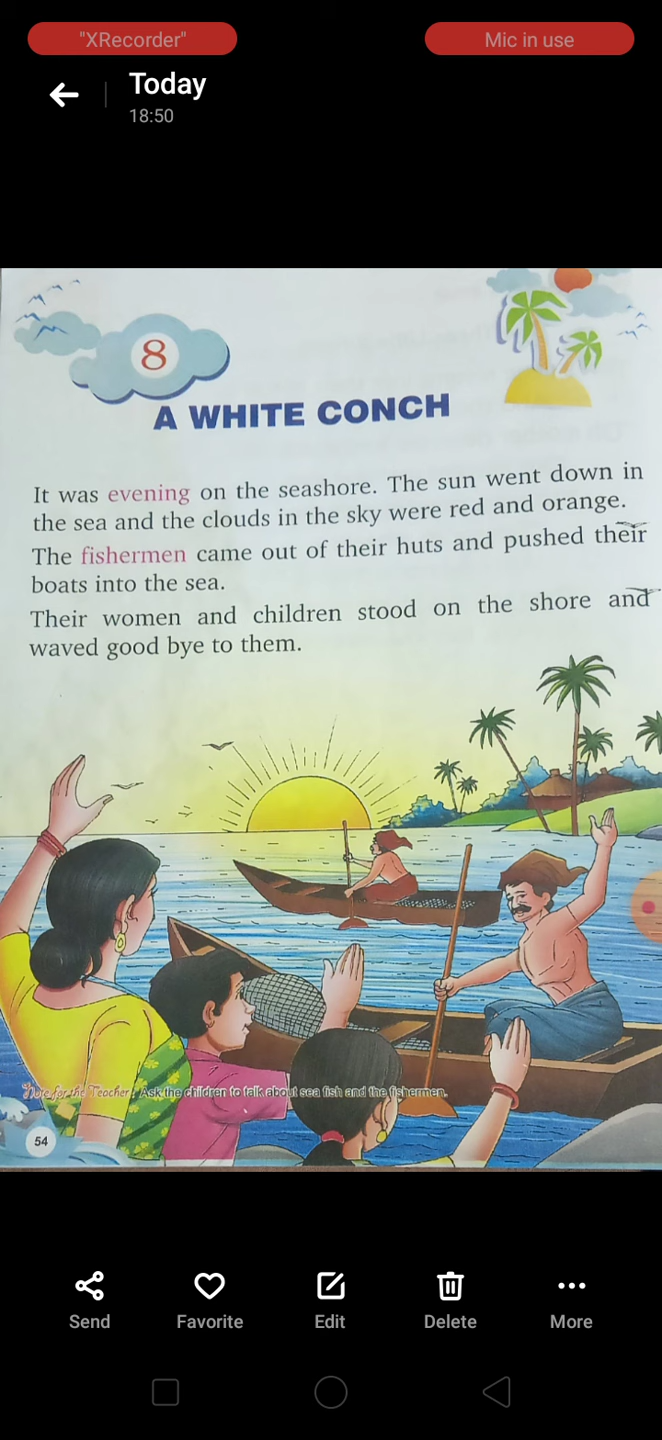 "XRecorder"
Mic in use
Today
18:50
8
A WHITE CONCH
It was evening on the seashore. The sun went down in
the sea and the clouds in the sky were red and orange.
The fishermen came out of their huts and pushed their
boats into the sea.
Their women and children stood on the shore and
waved good bye to them.
Note for the Teacher: Ask the children to talk about sea fish and the fishermen.
54
Send
Favorite
Edit
Delete
More